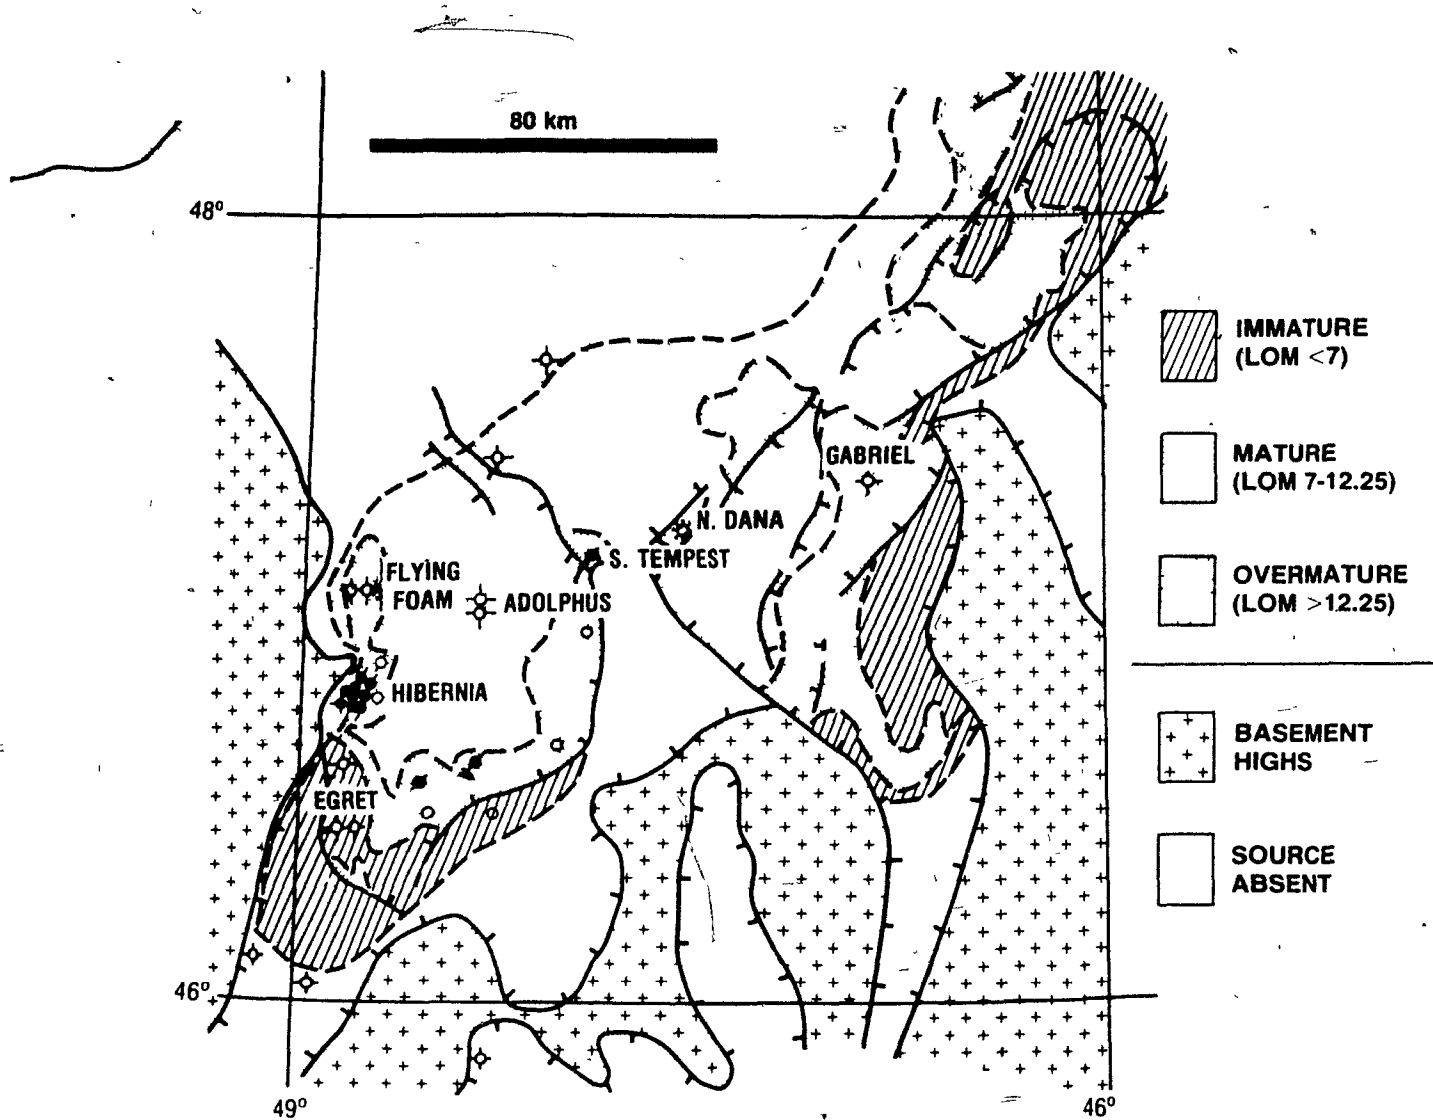 80 km
48°
IMMATURE
(LOM <7)
MATURE
(LOM 7-12.25)
GABRIEL
N. DANA
S. TEMPEST
FLYING
FOAM
ADOLPHUS
OVERMATURE
(LOM >12.25)
HIBERNIA
BASEMENT
HIGHS
EGRET
SOURCE
ABSENT
46°
49°
46°